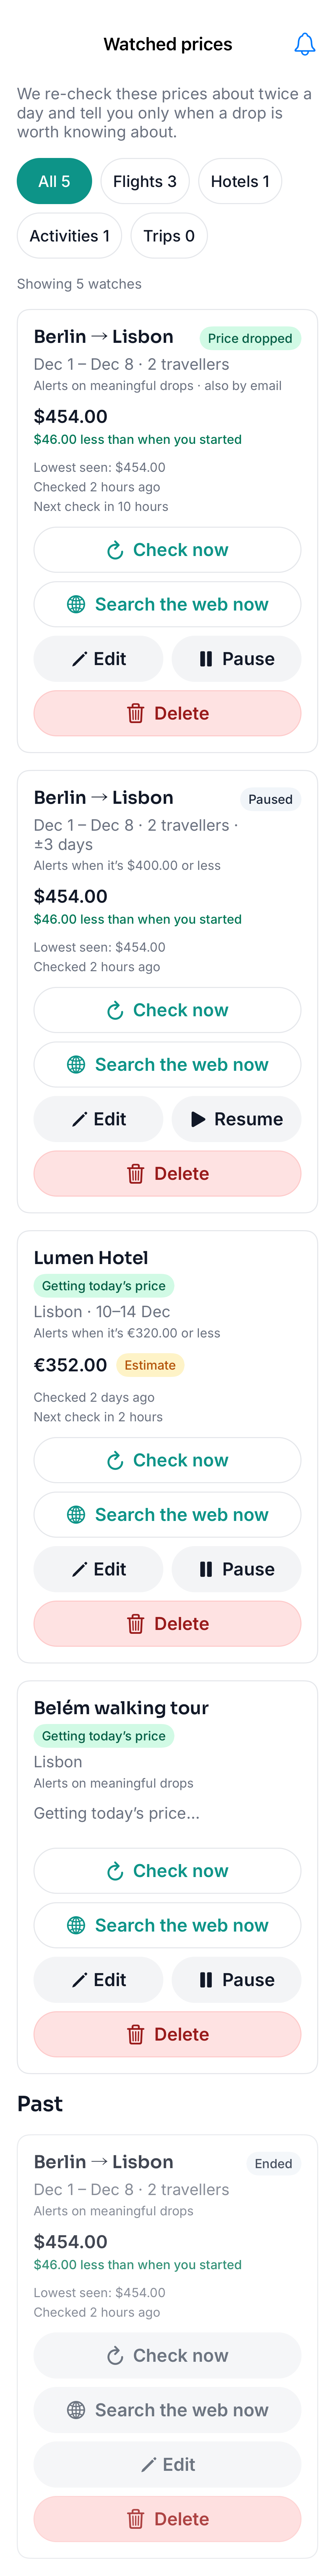 Watched prices
We re-check these prices about twice a
day and tell you only when a drop is
worth knowing about.
All 5
Flights 3
Hotels 1
Activities 1
Trips 0
Showing 5 watches
Berlin → Lisbon
Price dropped
Dec 1 – Dec 8 · 2 travellers
Alerts on meaningful drops · also by email
$454.00
$46.00 less than when you started
Lowest seen: $454.00
Checked 2 hours ago
Next check in 10 hours
Check now
Search the web now
Edit
Pause
Delete
Berlin → Lisbon
Paused
Dec 1 – Dec 8 · 2 travellers ·
±3 days
Alerts when it’s $400.00 or less
$454.00
$46.00 less than when you started
Lowest seen: $454.00
Checked 2 hours ago
Check now
Search the web now
Edit
Resume
Delete
Lumen Hotel
Getting today’s price
Lisbon · 10–14 Dec
Alerts when it’s €320.00 or less
€352.00
Estimate
Checked 2 days ago
Next check in 2 hours
Check now
Search the web now
Edit
Pause
Delete
Belém walking tour
Getting today’s price
Lisbon
Alerts on meaningful drops
Getting today’s price…
Check now
Search the web now
Edit
Pause
Delete
Past
Berlin → Lisbon
Ended
Dec 1 – Dec 8 · 2 travellers
Alerts on meaningful drops
$454.00
$46.00 less than when you started
Lowest seen: $454.00
Checked 2 hours ago
Check now
Search the web now
Edit
Delete